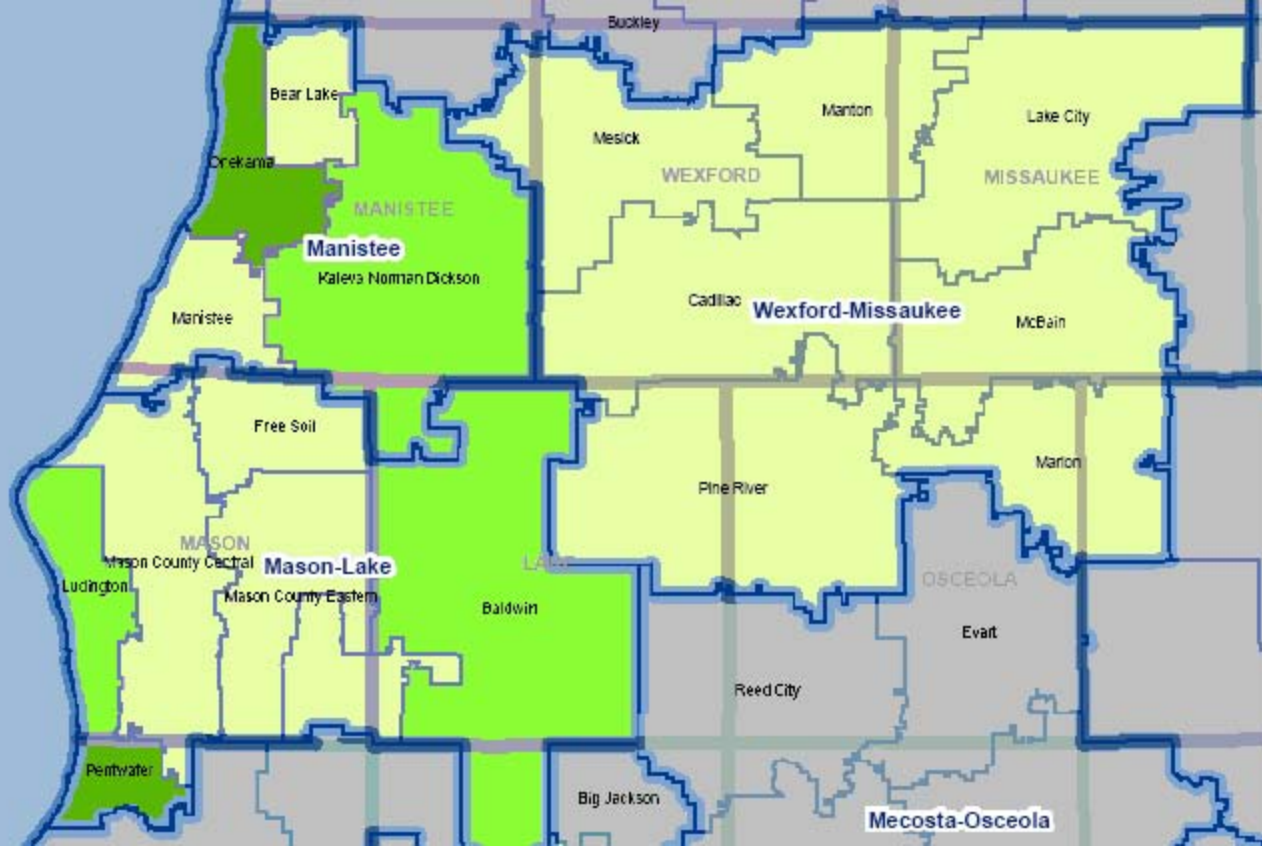 Buckley
Bear Lake
Manton
Lake City
Mesick
Onekama
WEXFORD
MISSAUKEE
MANISTEE
Manistee
Kaleva Norman Dickson
Cadillac
Wexford-Missaukee
Manistee
McBain
Free Soil
Marion
Pine River
MASON
Mason County Central
Mason-Lake
LAKE
OSCEOLA
Ludington
Mason County Eastern
Baldwin
Evart
Reed City
Pentwater
Big Jackson
Mecosta-Osceola